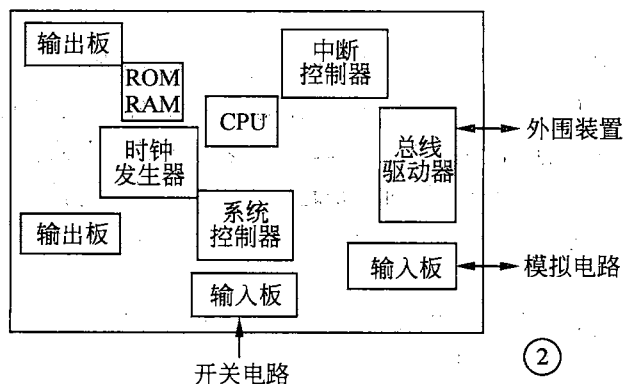 输出板
中断
控制器
ROM
RAM
CPU
时钟
发生器
总线
驱动器
外围装置
输出板
系统
控制器
输入板
模拟电路
输入板
开关电路
②